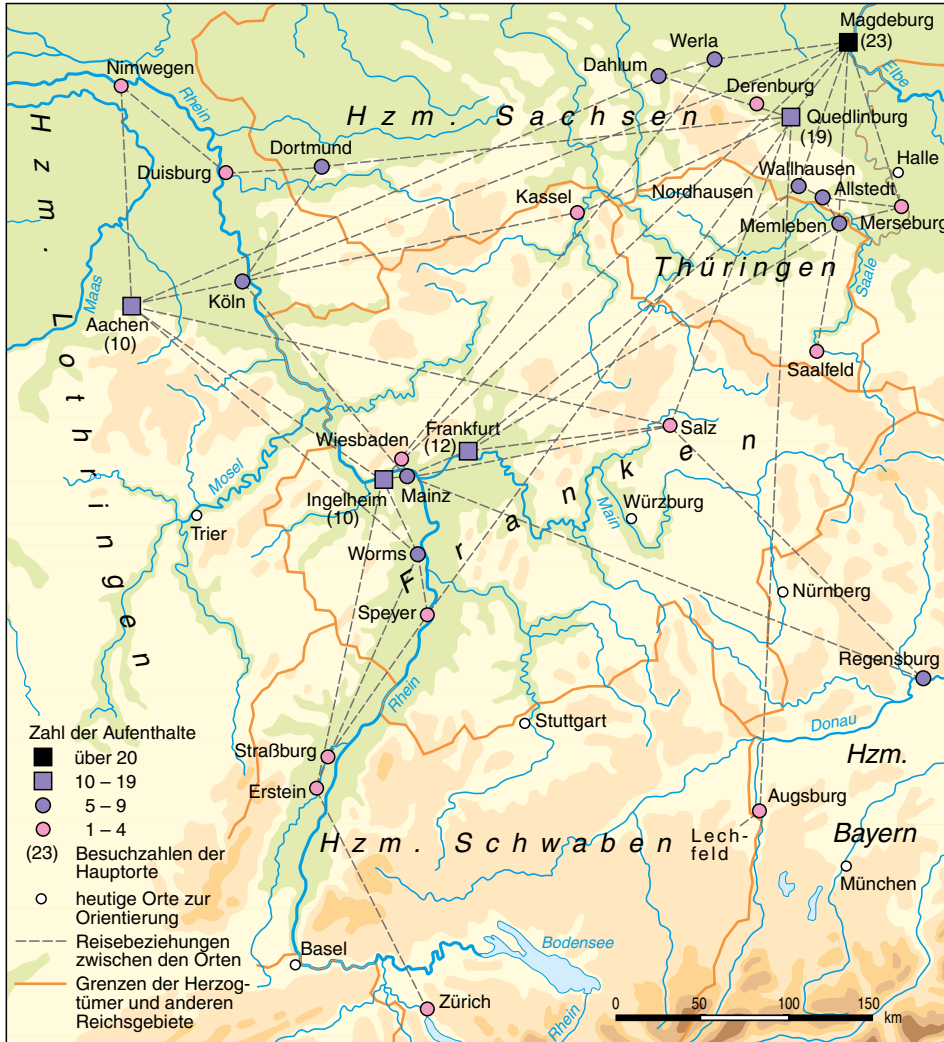 Magdeburg
(23)
Werla
Dahlum
Nimwegen
Derenburg
Elbe
Rhein
Hzm. Sachsen
Quedlinburg
(19)
Hzm. Lothringen
Dortmund
Duisburg
Halle
Wallhausen
Nordhausen
Allstedt
Kassel
Memleben
Merseburg
Thüringen
Saale
Maas
Köln
Aachen
(10)
Saalfeld
Frankfurt
(12)
Salz
Wiesbaden
Mosel
Mainz
Ingelheim
(10)
Franken
Main
Würzburg
Trier
Worms
Nürnberg
Speyer
Regensburg
Rhein
Stuttgart
Donau
Zahl der Aufenthalte
über 20
10 – 19
5 – 9
1 – 4
(23) Besuchzahlen der
Hauptorte
heutige Orte zur
Orientierung
Reisebeziehungen
zwischen den Orten
Grenzen der Herzog-
tümer und anderen
Reichsgebiete
Straßburg
Erstein
Hzm.
Bayern
Augsburg
Hzm. Schwaben
Lech-
feld
München
Basel
Bodensee
Zürich
Rhein
0 50 100 150
km